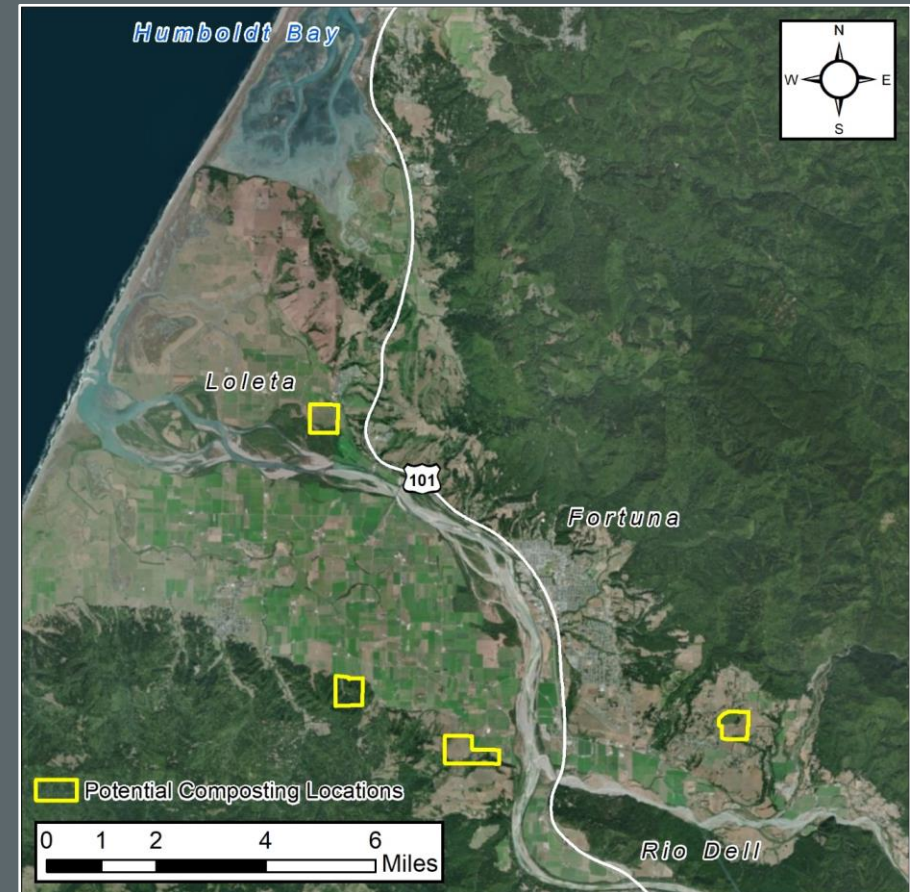 Humboldt Bay
N
W E
S
Loleta
101
Fortuna
Potential Composting Locations
0 1 2 4 6
Miles
Rio Dell